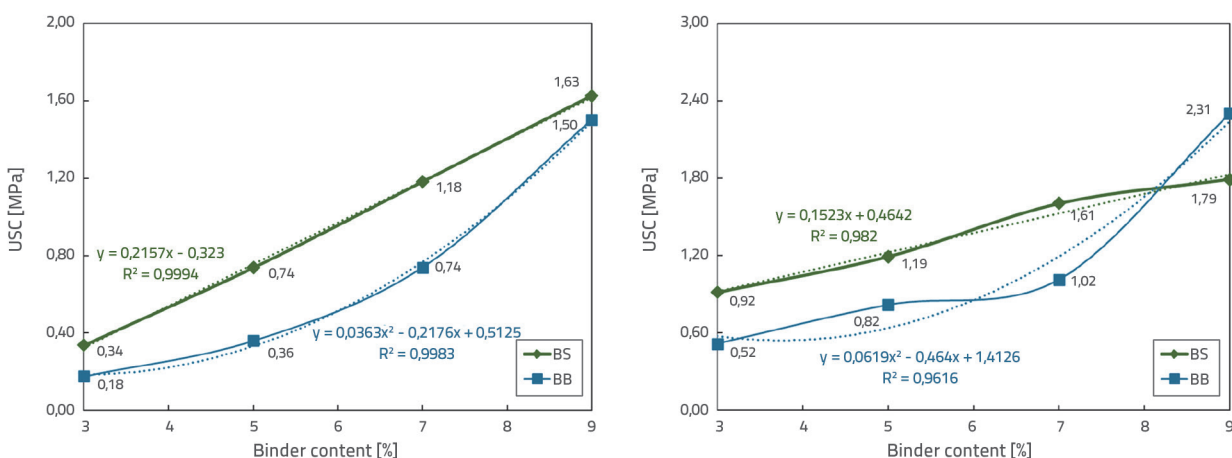 2,00
1,60
1,20
0,80
0,40
0,00
USC [MPa]
1,63
1,50
1,18
0,74
0,74
0,34
0,36
0,18
y = 0,2157x - 0,323
R² = 0,9994
y = 0,0363x² - 0,2176x + 0,5125
R² = 0,9983
BS
BB
3 4 5 6 7 8 9
Binder content [%]
3,00
2,40
1,80
1,20
0,60
0,00
USC [MPa]
2,31
1,79
1,61
1,19
1,02
0,92
0,82
0,52
y = 0,1523x + 0,4642
R² = 0,982
y = 0,0619x² - 0,464x + 1,4126
R² = 0,9616
BS
BB
3 4 5 6 7 8 9
Binder content [%]